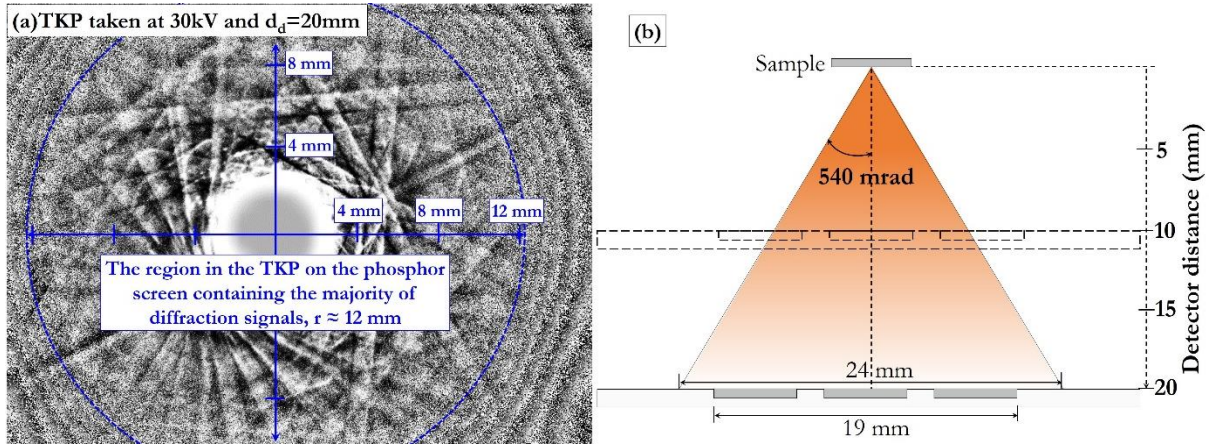 (a)TKP taken at 30kV and d_d=20mm
8 mm
4 mm
4 mm
8 mm
12 mm
The region in the TKP on the phosphor
screen containing the majority of
diffraction signals, r ≈ 12 mm
(b)
Sample
540 mrad
5
10
15
20
Detector distance (mm)
24 mm
19 mm